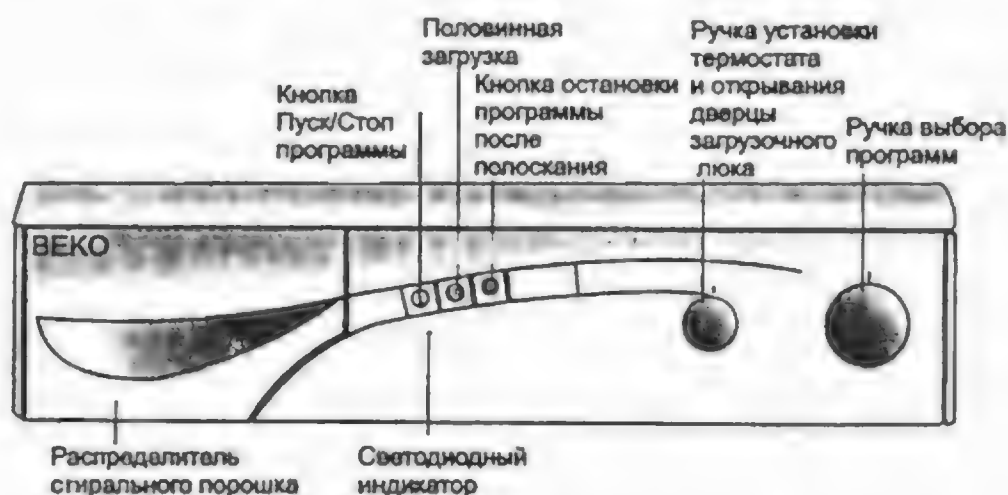 Половинная
загрузка
Ручка установки
термостата
и открывания
дверцы
загрузочного
люка
Кнопка
Пуск/Стоп
программы
Кнопка остановки
программы
после
полоскания
Ручка выбора
программ
BEKO
Распределитель
стирального порошка
Светодиодный
индикатор